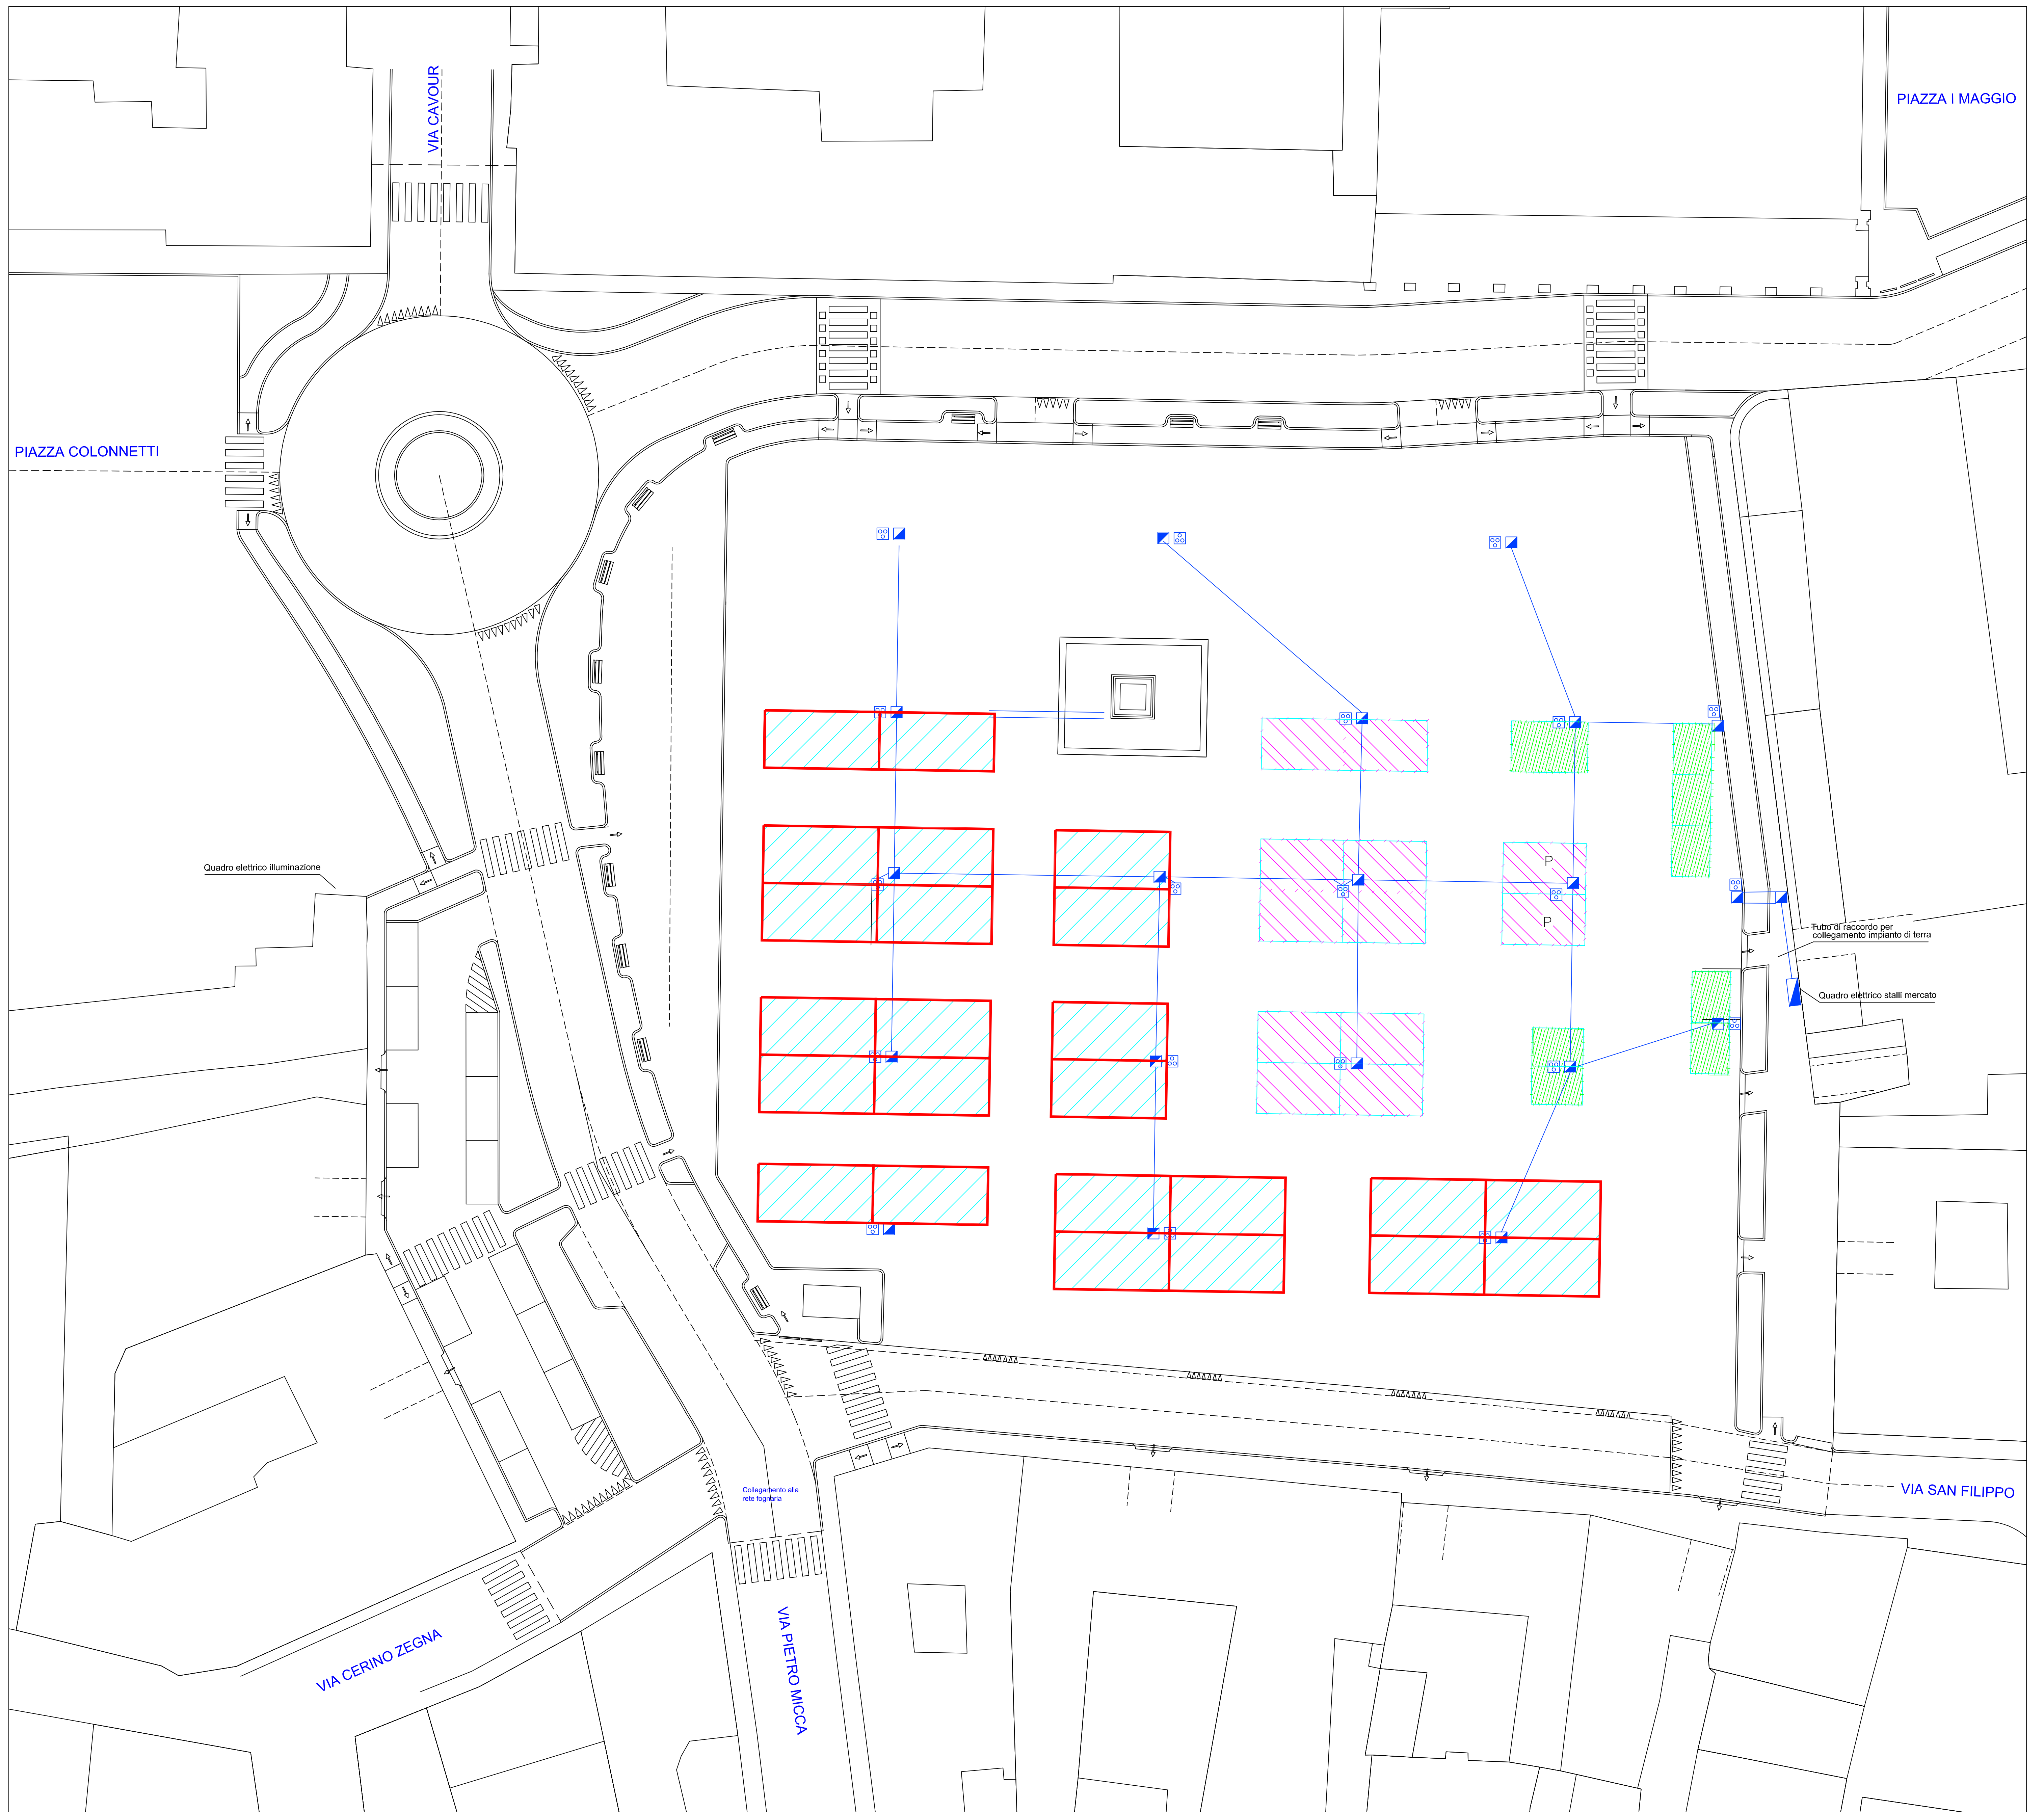 VIA CAVOUR
PIAZZA I MAGGIO
PIAZZA COLONNETTI
Quadro elettrico illuminazione
P
P
Tubo di raccordo per
collegamento impianto di terra
Quadro elettrico stalli mercato
Collegamento alla
rete fognaria
VIA SAN FILIPPO
VIA CERINO ZEGNA
VIA PIETRO MICCA